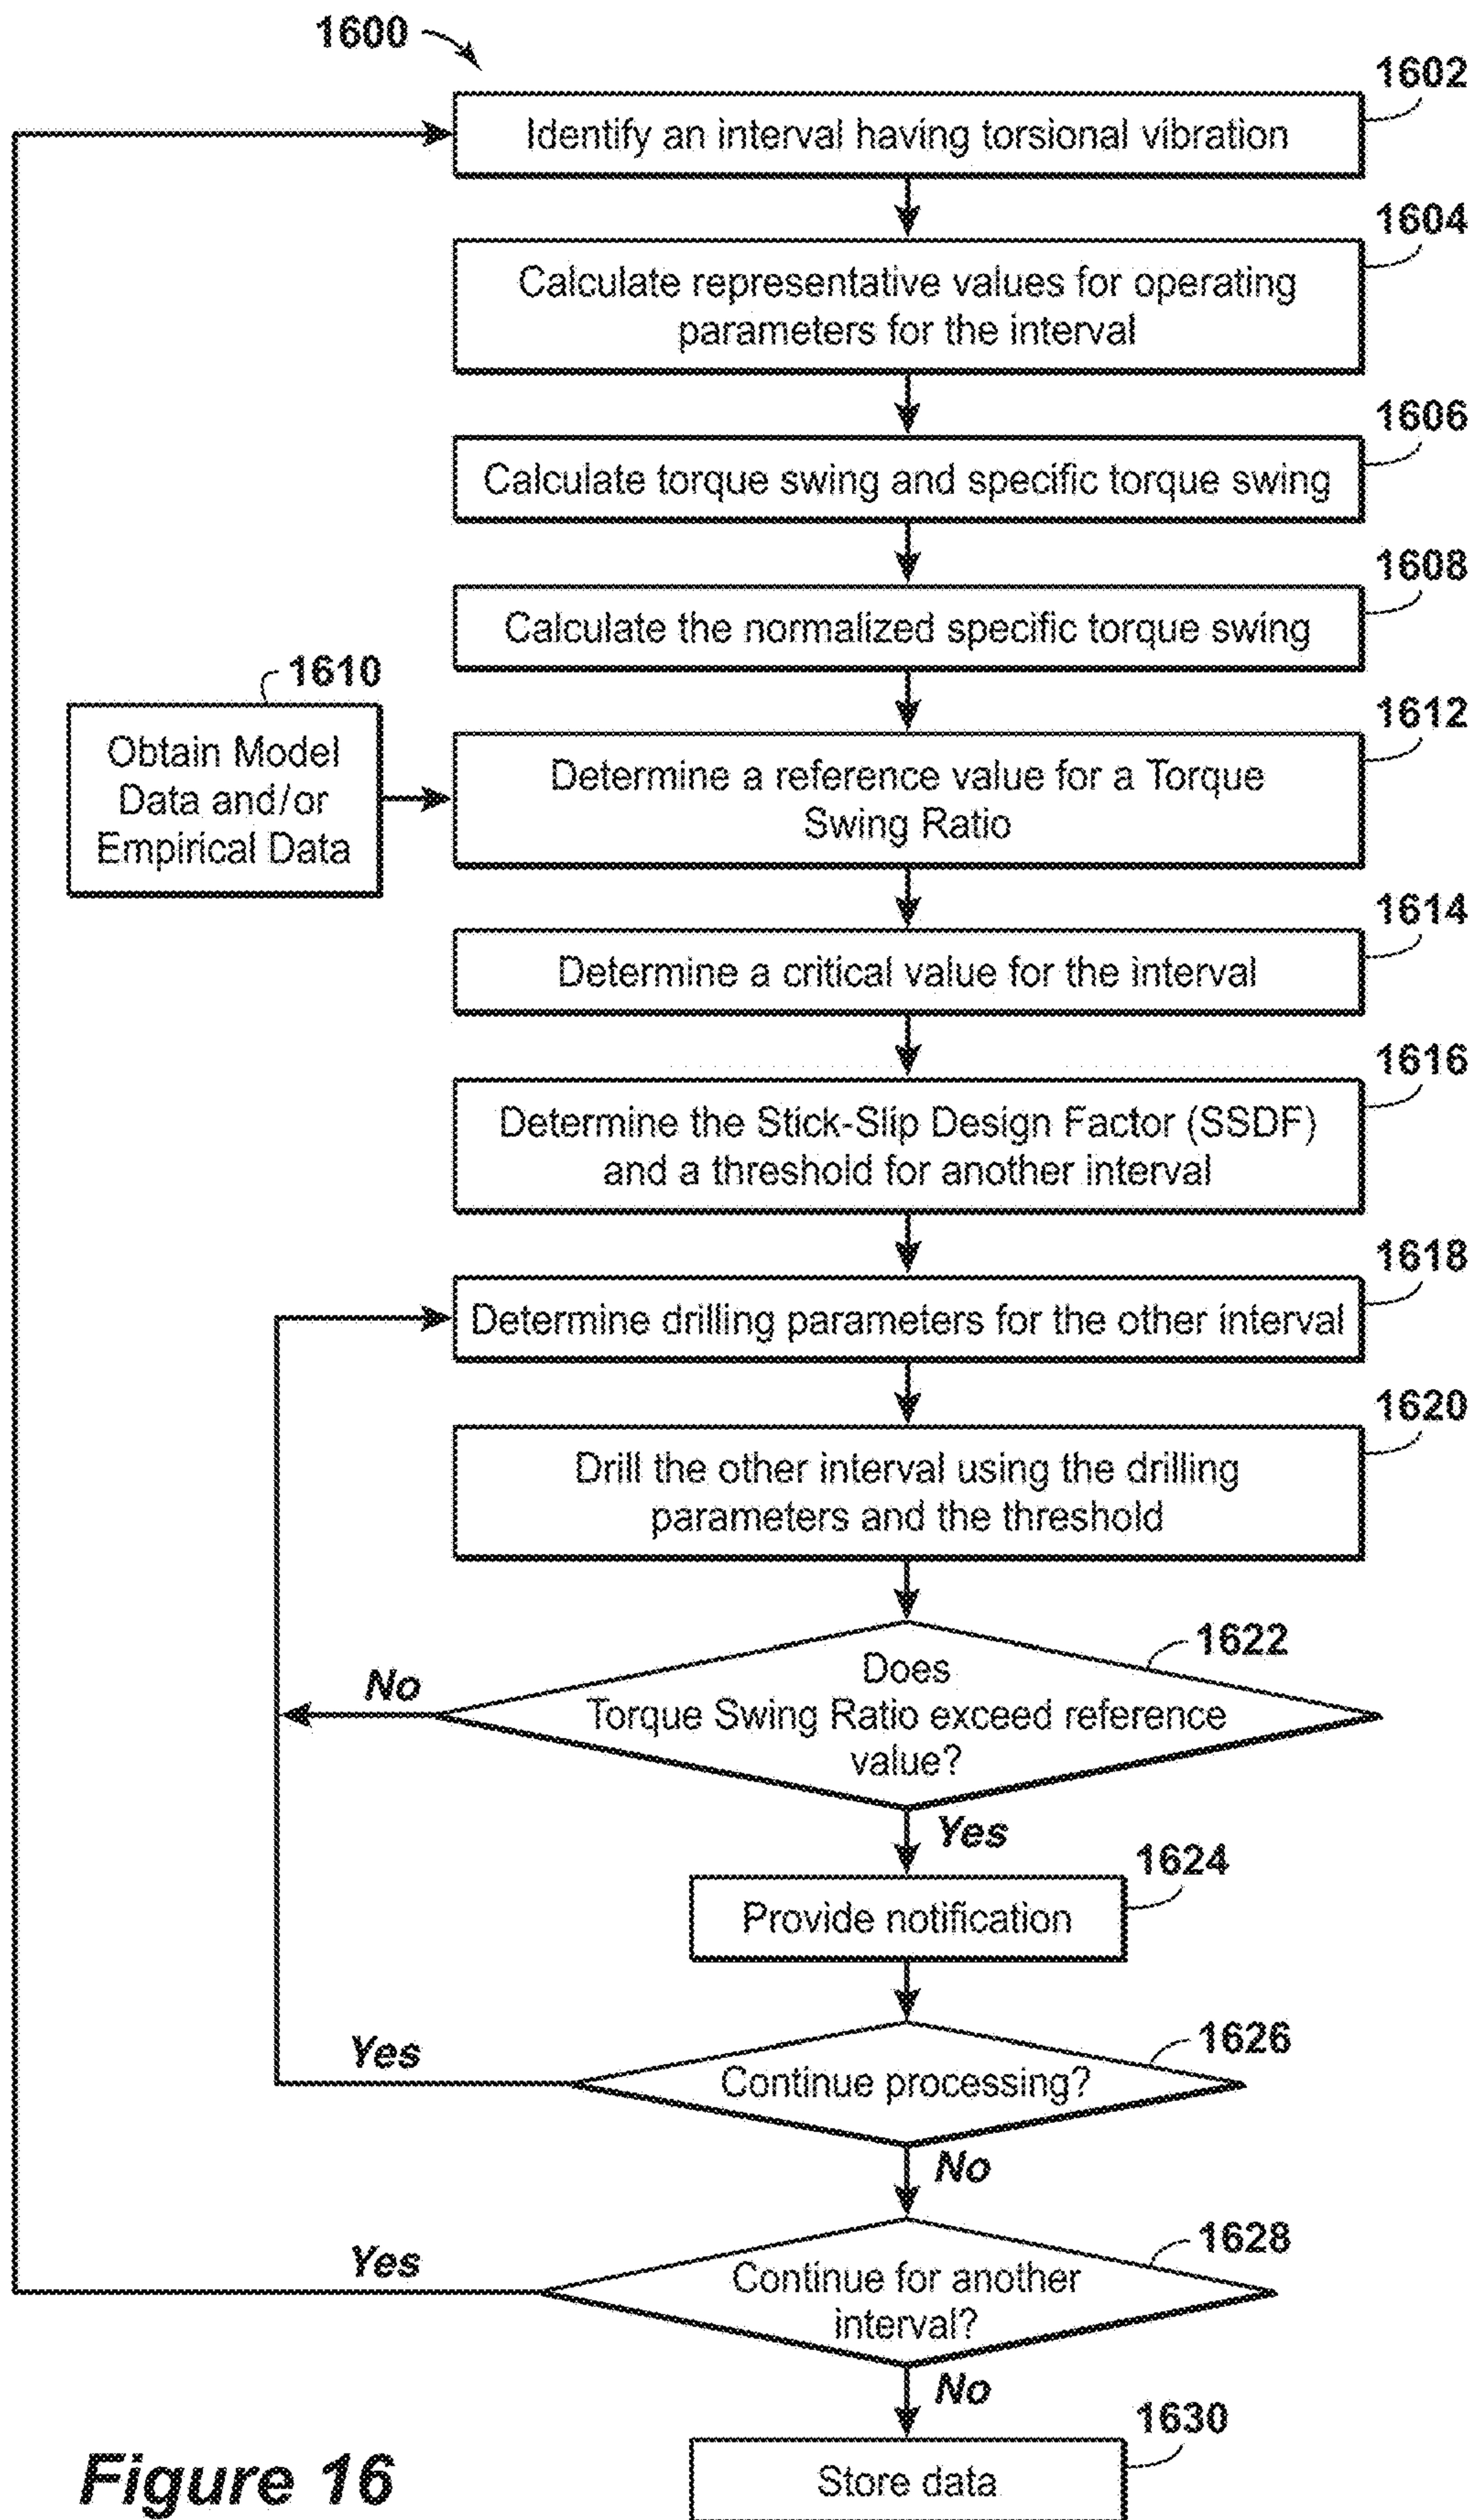 1600
1602
Identify an interval having torsional vibration
1604
Calculate representative values for operating
parameters for the interval
1606
Calculate torque swing and specific torque swing
1608
Calculate the normalized specific torque swing
1610
Obtain Model
Data and/or
Empirical Data
1612
Determine a reference value for a Torque
Swing Ratio
1614
Determine a critical value for the interval
1616
Determine the Stick-Slip Design Factor (SSDF)
and a threshold for another interval
1618
Determine drilling parameters for the other interval
1620
Drill the other interval using the drilling
parameters and the threshold
1622
Does
Torque Swing Ratio exceed reference
value?
No
Yes
1624
Provide notification
1626
Continue processing?
Yes
No
1628
Continue for another
interval?
Yes
No
1630
Store data
Figure 16